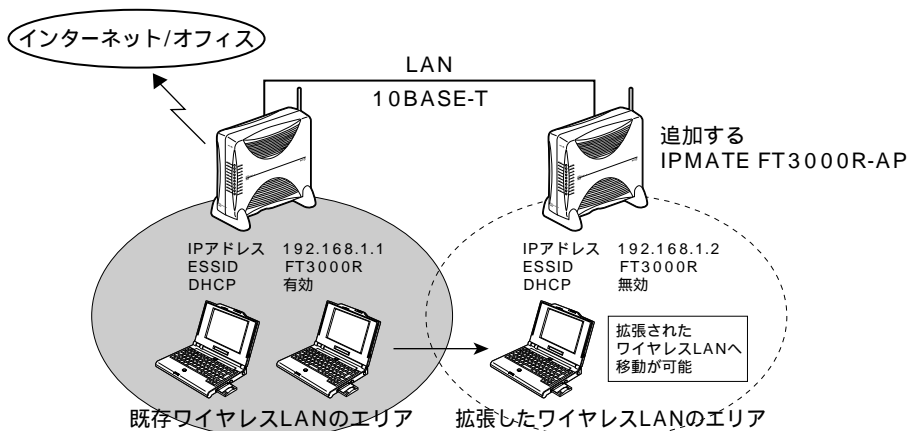 インターネット/オフィス
LAN
10BASE-T
追加する
IPMATE FT3000R-AP
IPアドレス 192.168.1.1
ESSID FT3000R
DHCP 有効
IPアドレス 192.168.1.2
ESSID FT3000R
DHCP 無効
拡張された
ワイヤレスLANへ
移動が可能
既存ワイヤレスLANのエリア
拡張したワイヤレスLANのエリア